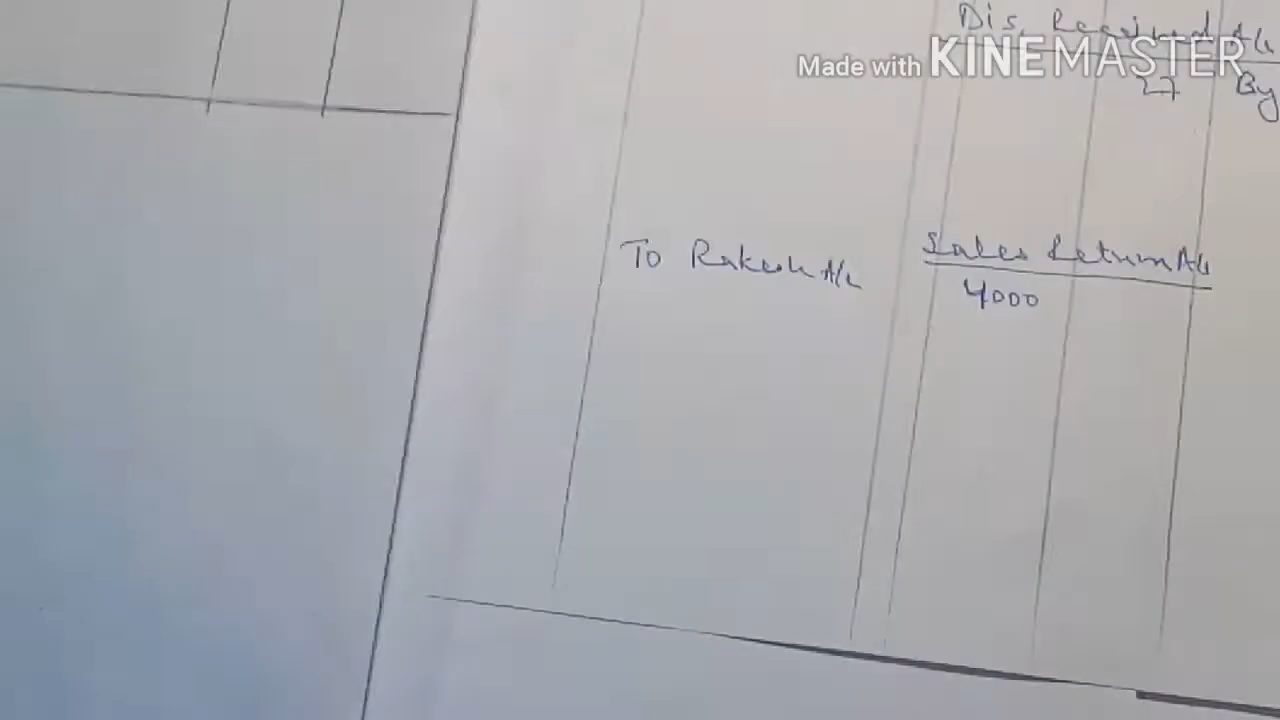 Dis. Received A/c
Made with KINEMASTER
27 By
Sales Return A/c
To Rakesh A/c 4000